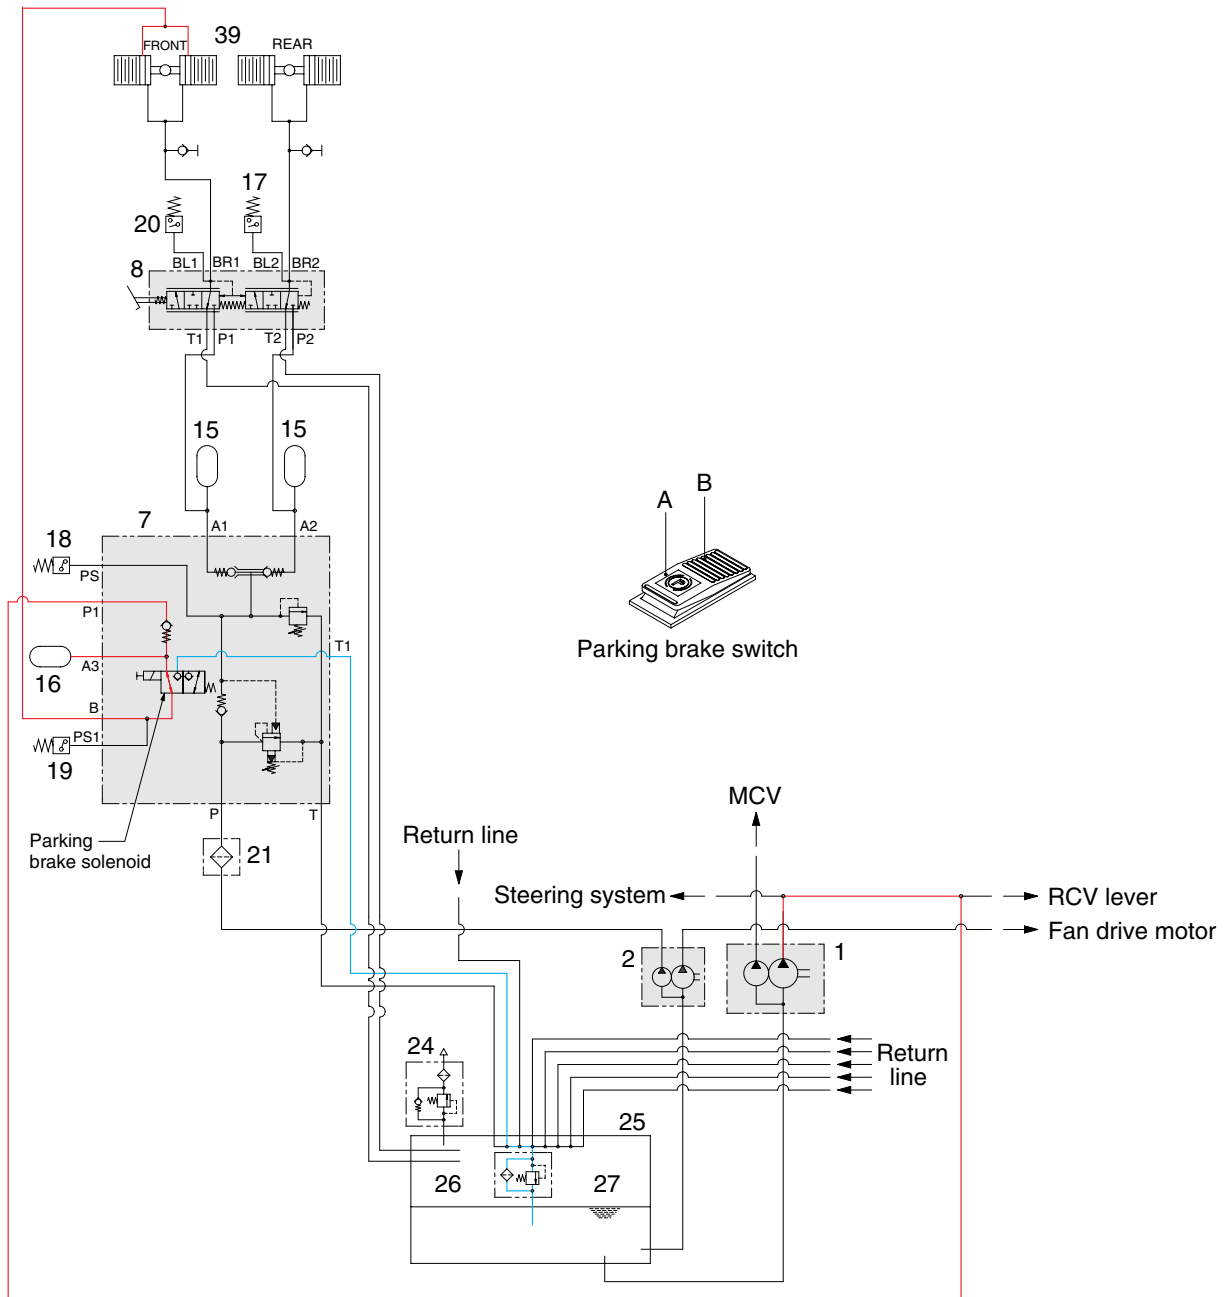 FRONT
39
REAR
17
20
BL1
BR1
BL2
BR2
8
T1
P1
T2
P2
15
15
7
A1
A2
18
PS
P1
T1
A3
16
B
PS1
19
P
T
Parking
brake solenoid
21
A
B
Parking brake switch
MCV
Return line
Steering system
RCV lever
Fan drive motor
2
1
24
Return
line
25
26
27